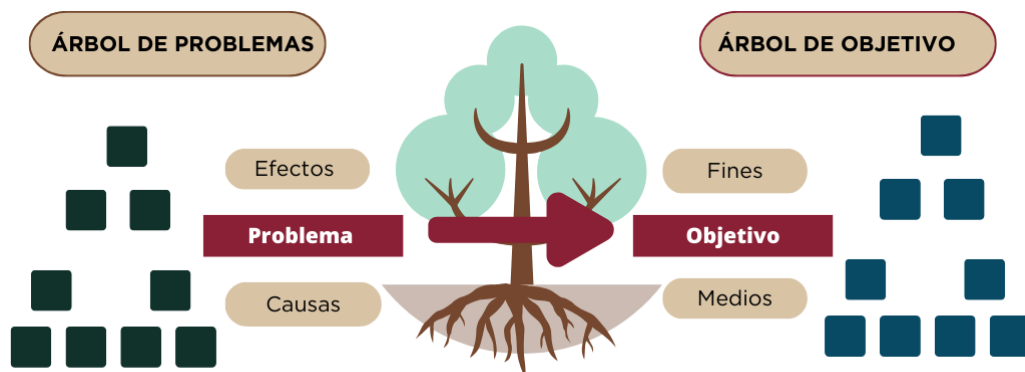 ÁRBOL DE PROBLEMAS
ÁRBOL DE OBJETIVO
Efectos
Fines
Problema
Objetivo
Causas
Medios